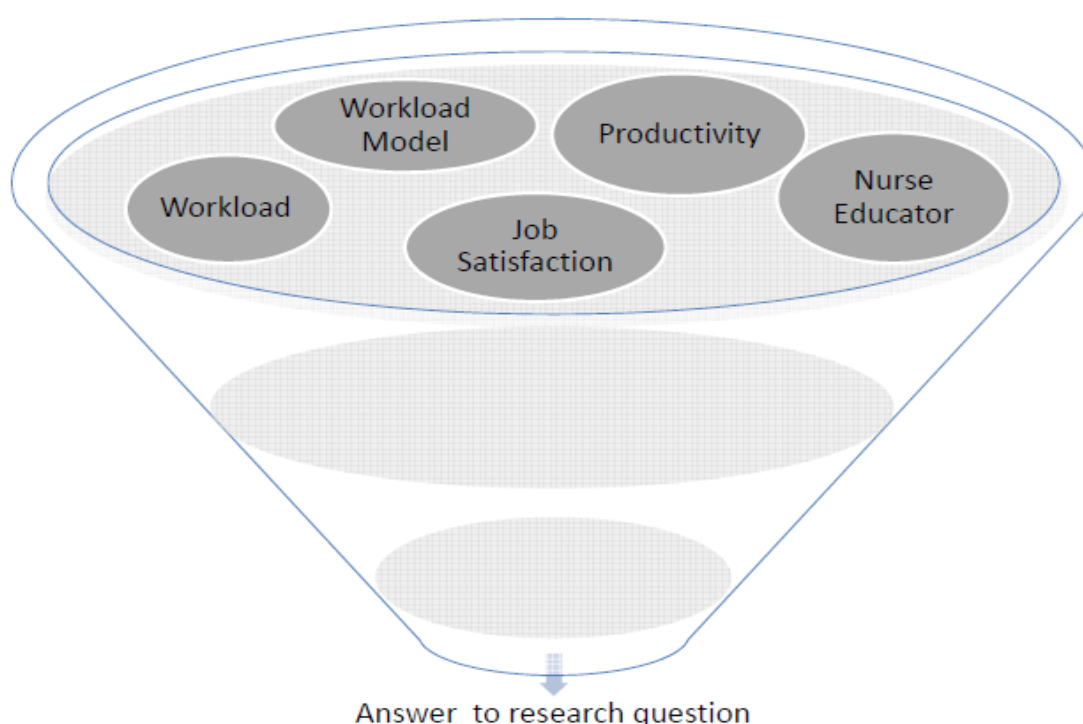 Workload
Model
Productivity
Nurse
Educator
Workload
Job
Satisfaction
Answer to research question